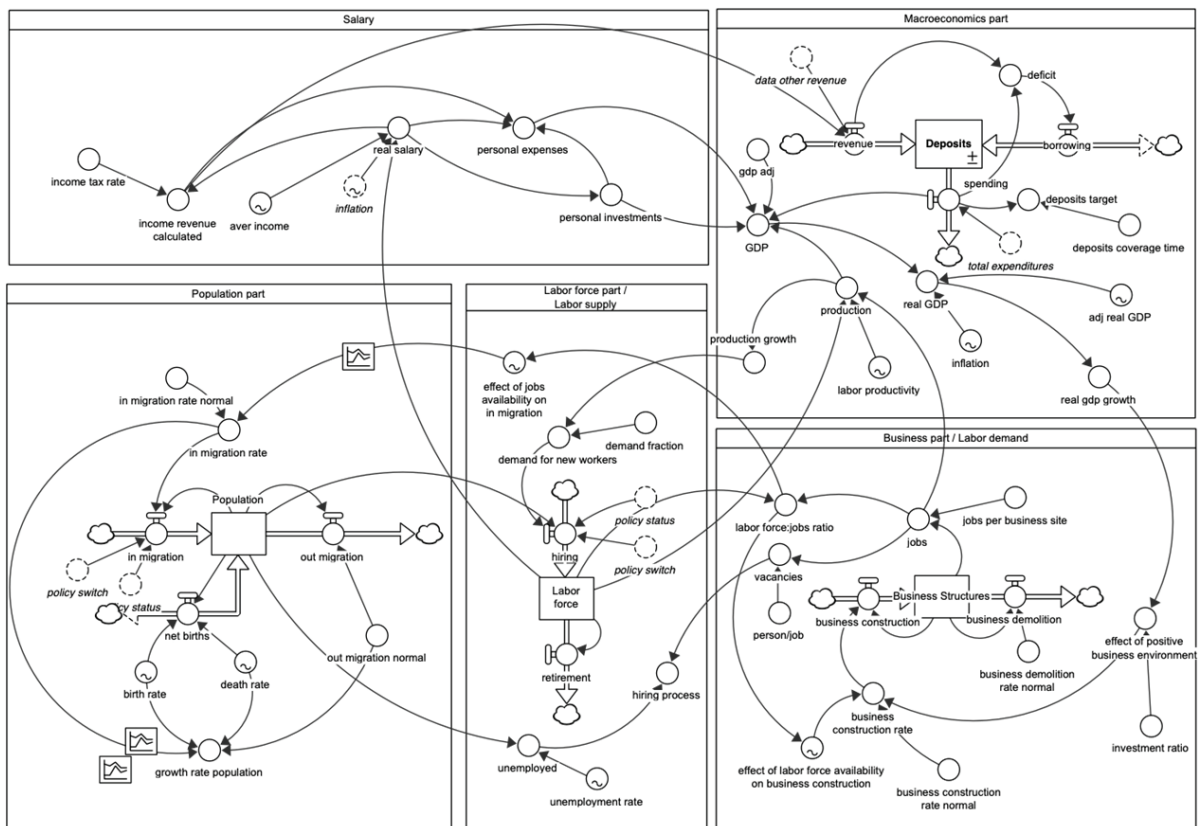 Salary
income tax rate
income revenue
calculated
aver income
real salary
inflation
personal expenses
personal investments
Macroeconomics part
data other revenue
deficit
revenue
Deposits
borrowing
gdp adj
spending
deposits target
deposits coverage time
total expenditures
GDP
real GDP
adj real GDP
production
production growth
inflation
labor productivity
real gdp growth
Population part
in migration rate normal
in migration rate
Population
in migration
out migration
policy switch
cy status
net births
birth rate
death rate
out migration normal
growth rate population
Labor force part /
Labor supply
effect of jobs
availability on
in migration
demand fraction
demand for new workers
policy status
hiring
policy switch
Labor
force
retirement
hiring process
unemployed
unemployment rate
Business part / Labor demand
labor force:jobs ratio
jobs
jobs per business site
vacancies
person/job
Business Structures
business construction
business demolition
business demolition
rate normal
effect of positive
business environment
business
construction rate
investment ratio
effect of labor force availability
on business construction
business construction
rate normal